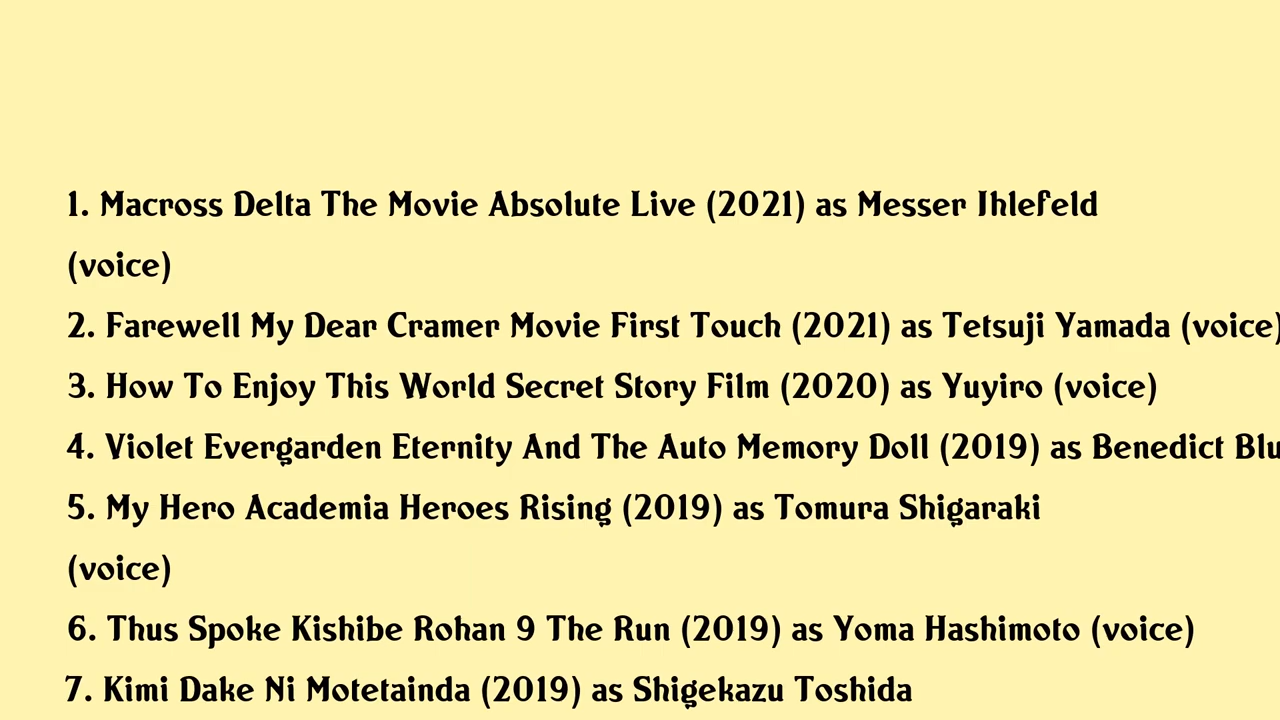 1. Macross Delta The Movie Absolute Live (2021) as Messer Ihlefeld
(voice)
2. Farewell My Dear Cramer Movie First Touch (2021) as Tetsuji Yamada (voice)
3. How To Enjoy This World Secret Story Film (2020) as Yuyiro (voice)
4. Violet Evergarden Eternity And The Auto Memory Doll (2019) as Benedict Blu
5. My Hero Academia Heroes Rising (2019) as Tomura Shigaraki
(voice)
6. Thus Spoke Kishibe Rohan 9 The Run (2019) as Yoma Hashimoto (voice)
7. Kimi Dake Ni Motetainda (2019) as Shigekazu Toshida